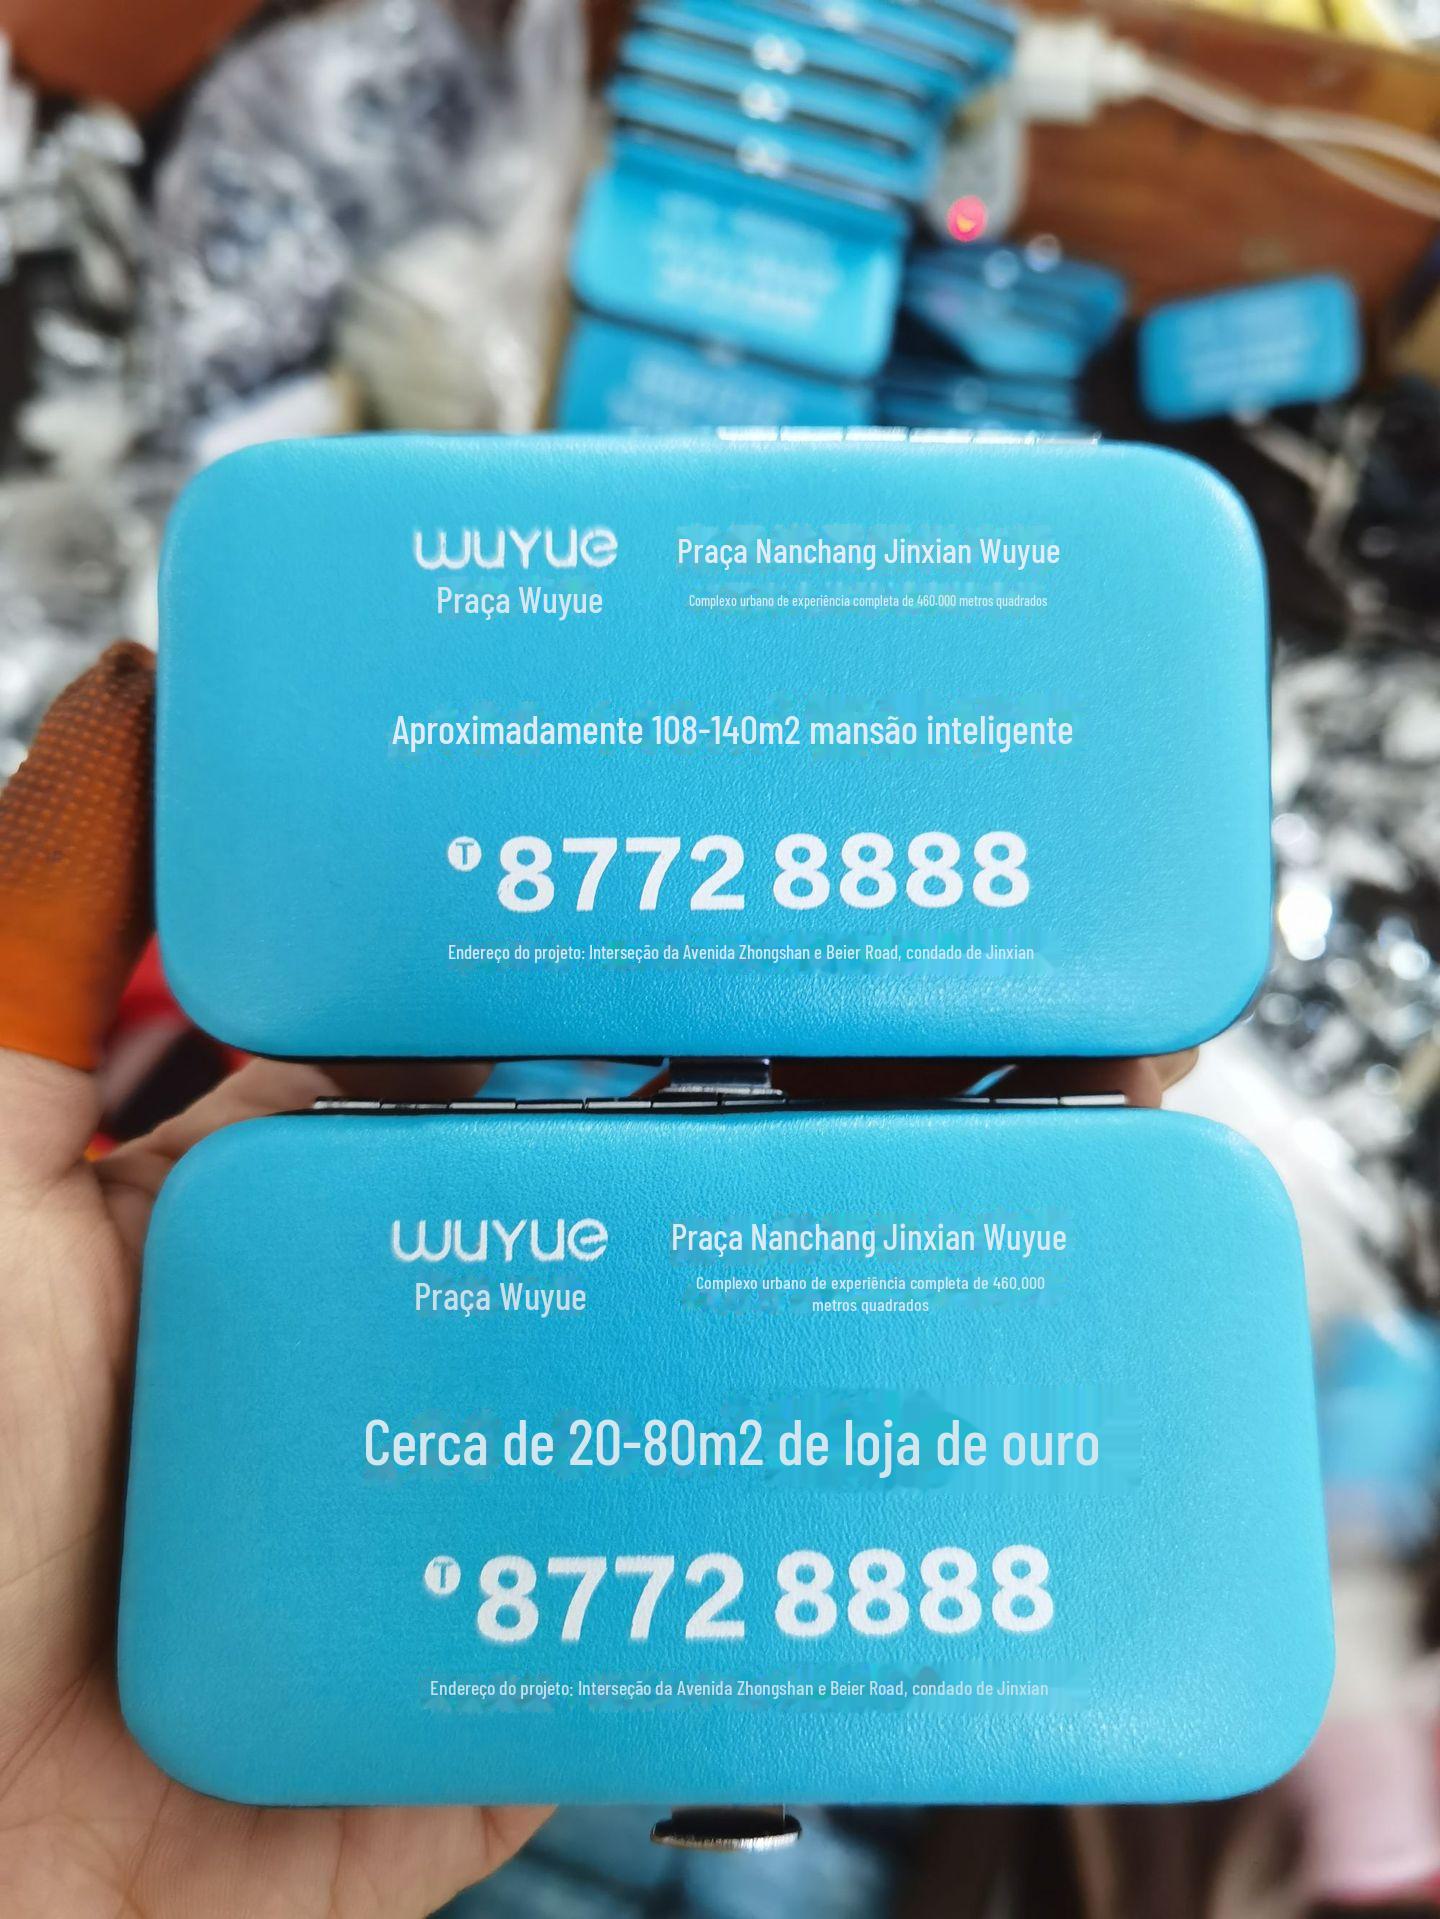 wuyue
Praça Wuyue
Praça Nanchang Jinxian Wuyue
Complexo urbano de experiência completa de 460.000 metros quadrados
Aproximadamente 108-140m2 mansão inteligente
T 8772 8888
Endereço do projeto: Interseção da Avenida Zhongshan e Beier Road, condado de Jinxian
wuyue
Praça Wuyue
Praça Nanchang Jinxian Wuyue
Complexo urbano de experiência completa de 460.000
metros quadrados
Cerca de 20-80m2 de loja de ouro
T 8772 8888
Endereço do projeto: Interseção da Avenida Zhongshan e Beier Road, condado de Jinxian